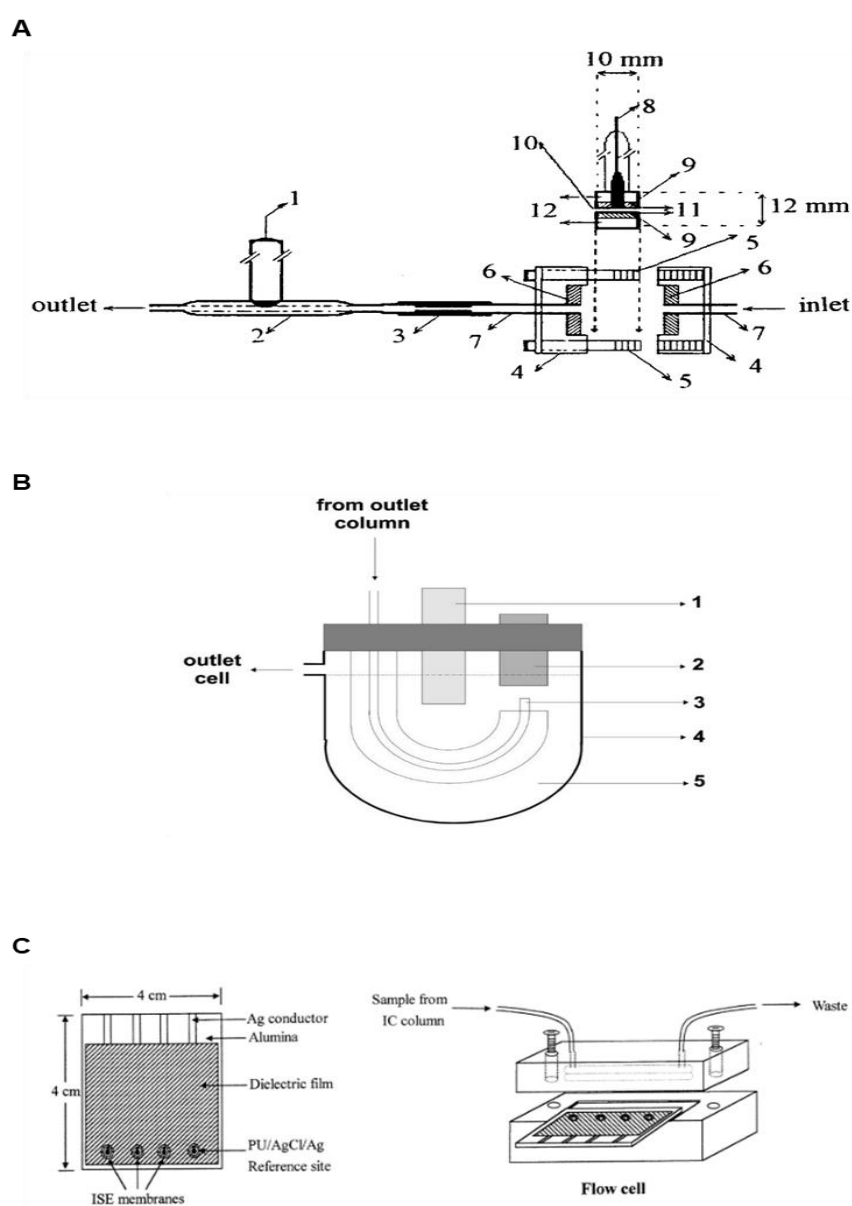 A
10 mm
8
10
9
1
12
11
12 mm
9
5
6
6
outlet
inlet
2
3
7
7
4
5
4
B
from outlet
column
1
outlet
cell
2
3
4
5
C
4 cm
Ag conductor
Alumina
4 cm
Dielectric film
PU/AgCl/Ag
Reference site
ISE membranes
Sample from
IC column
Waste
Flow cell